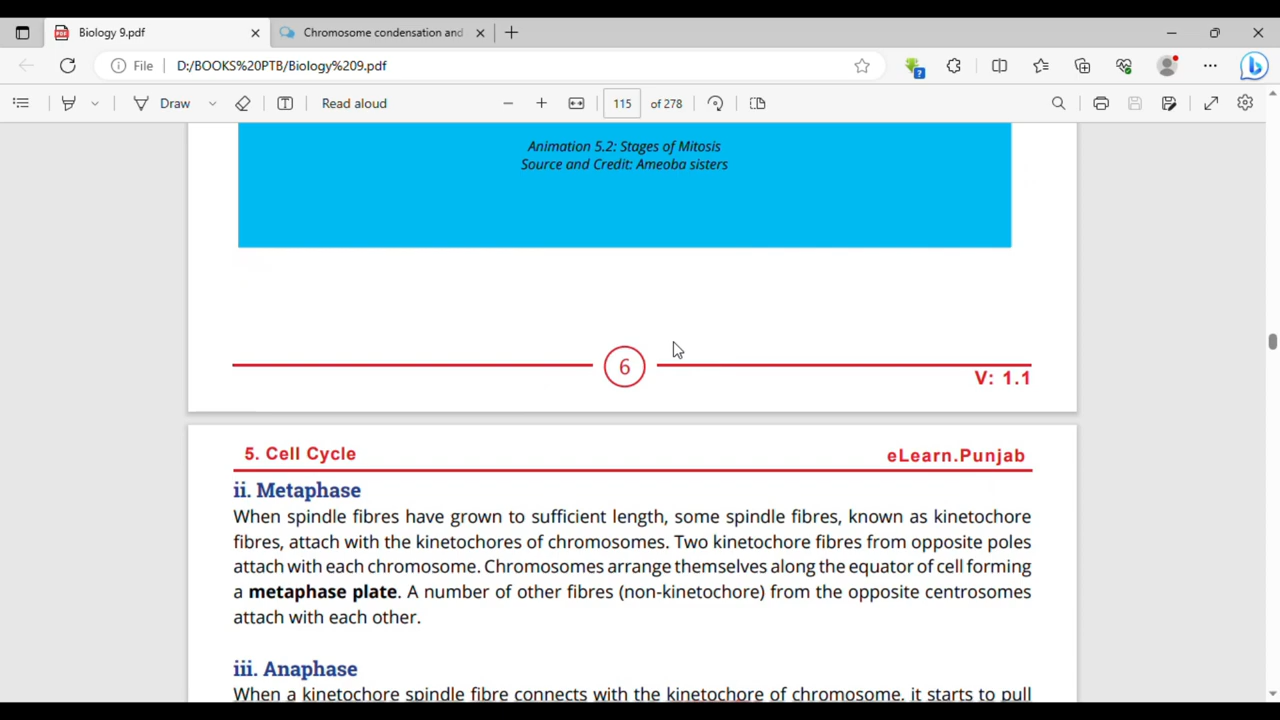 Biology 9.pdf
Chromosome condensation and
File
D:/BOOKS%20PTB/Biology%209.pdf
Draw
Read aloud
115
of 278
Animation 5.2: Stages of Mitosis
Source and Credit: Ameoba sisters
6
V: 1.1
5. Cell Cycle
eLearn.Punjab
ii. Metaphase
When spindle fibres have grown to sufficient length, some spindle fibres, known as kinetochore
fibres, attach with the kinetochores of chromosomes. Two kinetochore fibres from opposite poles
attach with each chromosome. Chromosomes arrange themselves along the equator of cell forming
a metaphase plate. A number of other fibres (non-kinetochore) from the opposite centrosomes
attach with each other.
iii. Anaphase
When a kinetochore spindle fibre connects with the kinetochore of chromosome, it starts to pull